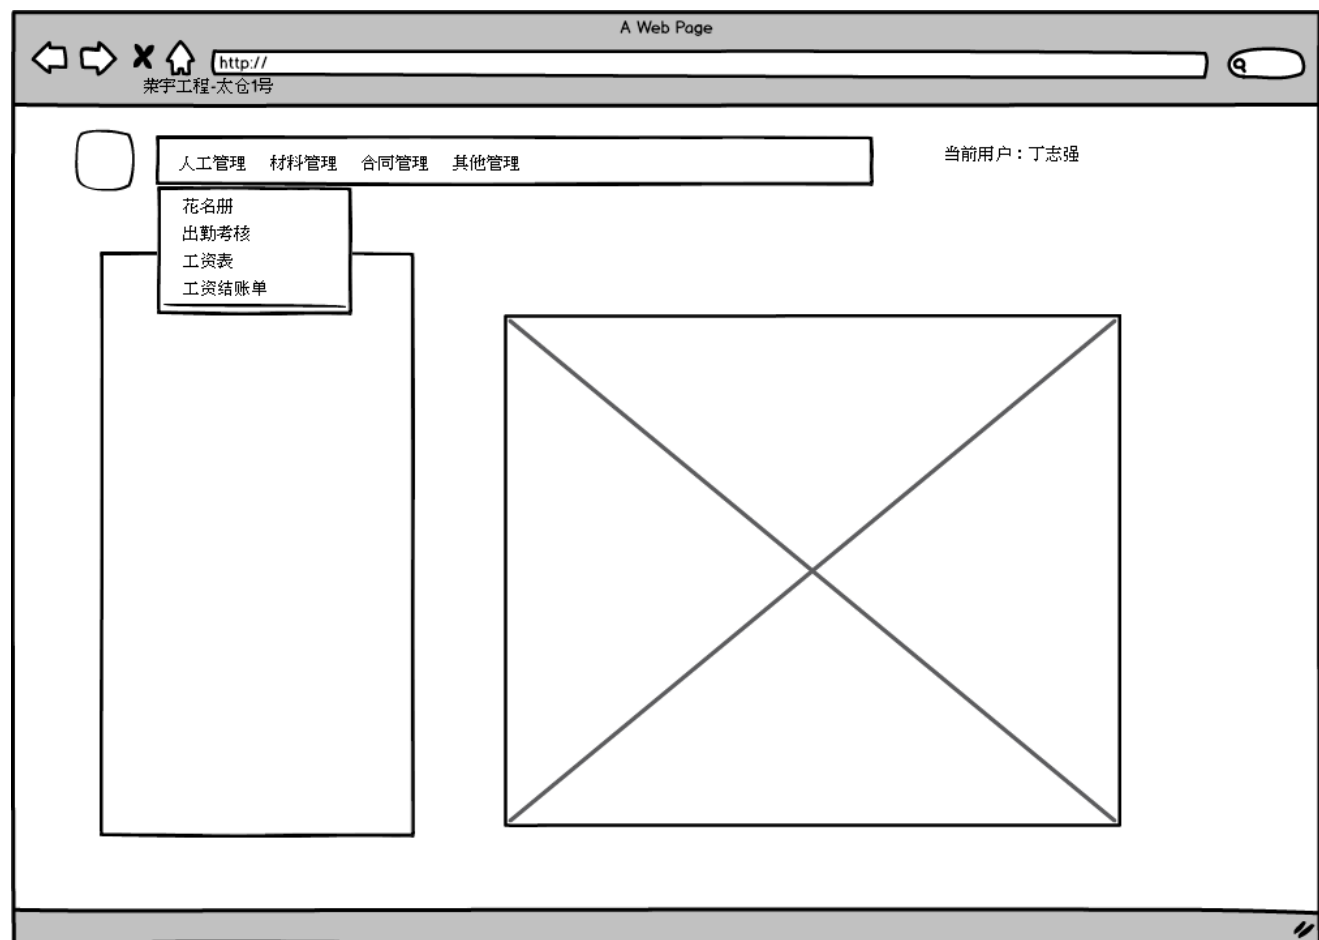 A Web Page
http://
荣宇工程-太仓1号
人工管理 材料管理 合同管理 其他管理
当前用户：丁志强
花名册
出勤考核
工资表
工资结账单